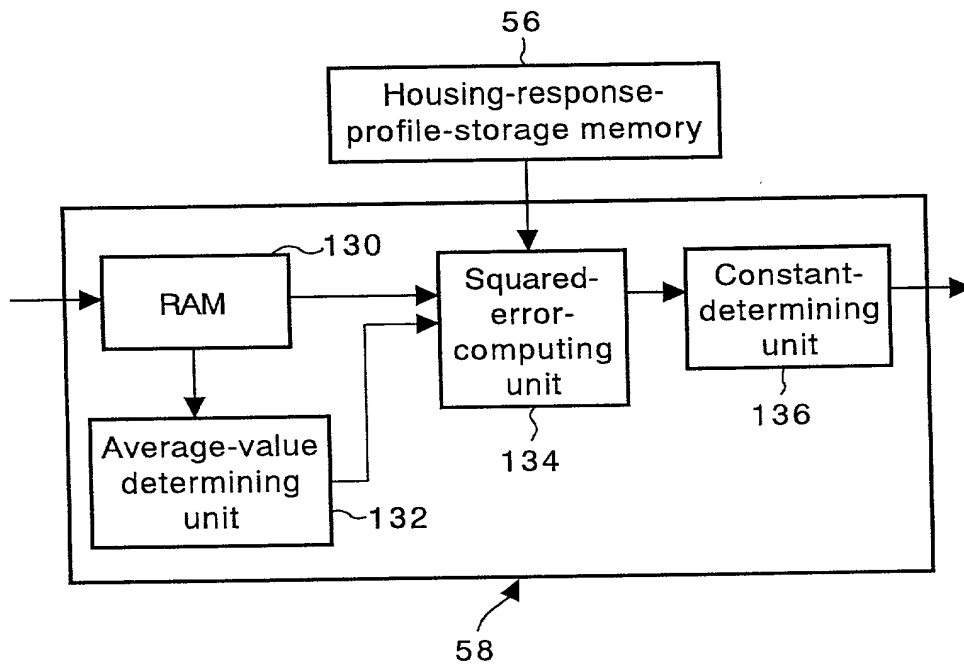 56
Housing-response-
profile-storage memory
130
RAM
Squared-
error-
computing
unit
Constant-
determining
unit
136
134
Average-value
determining
unit
132
58